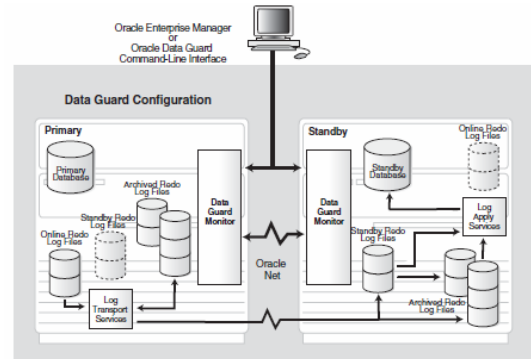 Oracle Enterprise Manager
or
Oracle Data Guard
Command-Line Interface
Data Guard Configuration
Primary
Primary
Database
Archived Redo
Log Files
Standby Redo
Log Files
Online Redo
Log Files
Data
Guard
Monitor
Log
Transport
Services
Oracle
Net
Standby
Online Redo
Log Files
Standby
Database
Data
Guard
Monitor
Log
Apply
Services
Standby Redo
Log Files
Archived Redo
Log Files